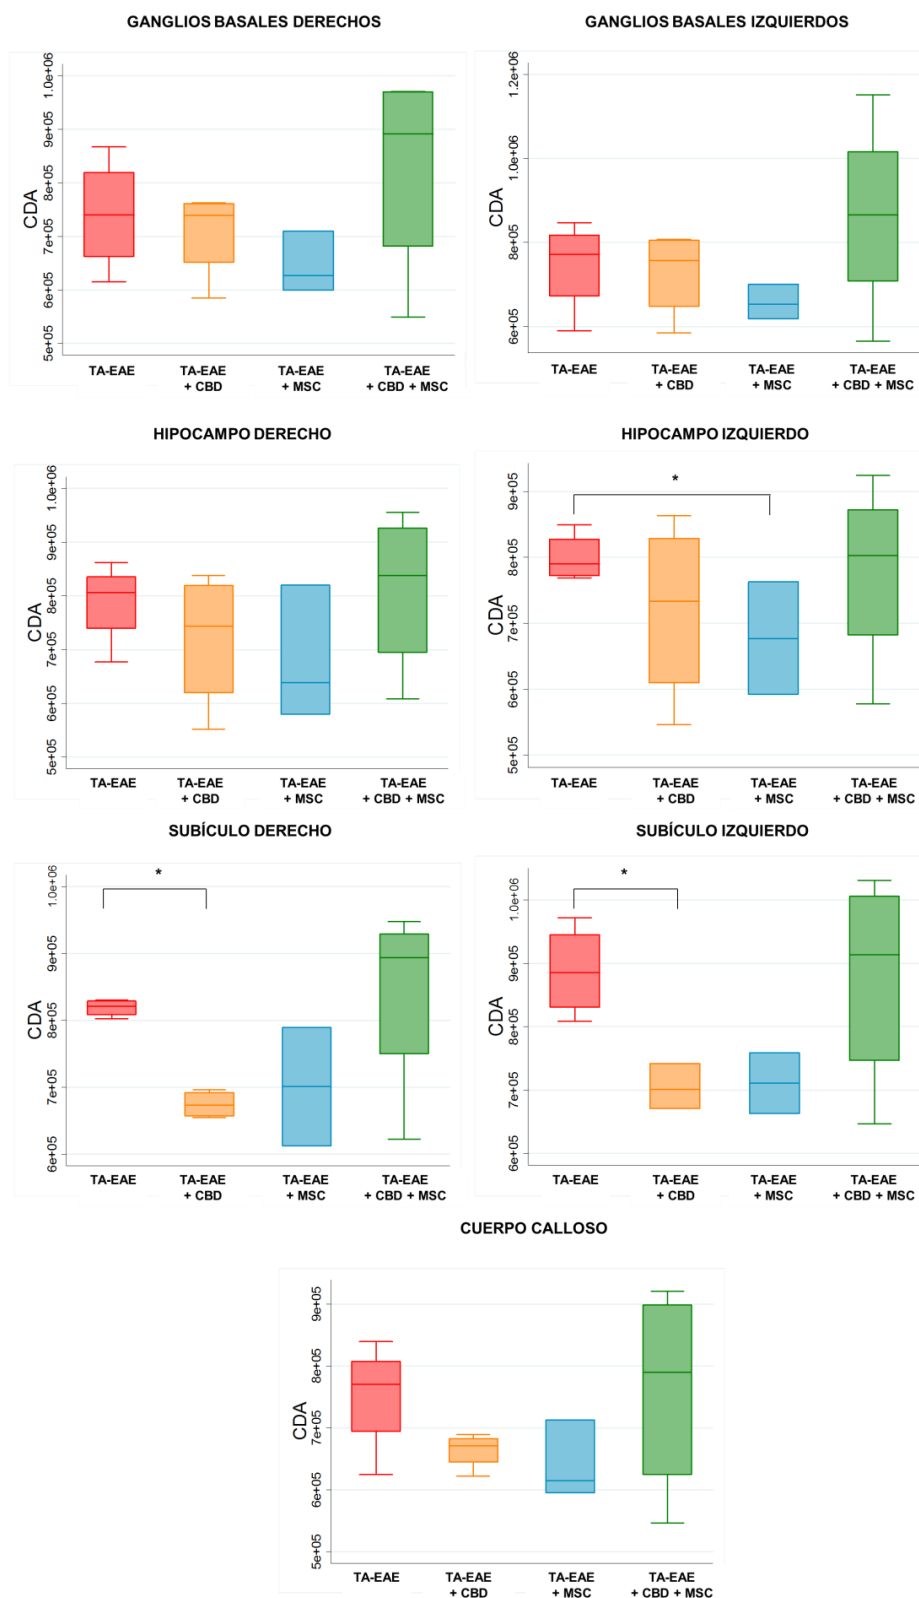 GANGLIOS BASALES DERECHOS
CDA
1.0e+06
9e+05
8e+05
7e+05
6e+05
5e+05
TA-EAE
TA-EAE
+ CBD
TA-EAE
+ MSC
TA-EAE
+ CBD + MSC
GANGLIOS BASALES IZQUIERDOS
1.2e+06
1.0e+06
8e+05
6e+05
TA-EAE
TA-EAE
+ CBD
TA-EAE
+ MSC
TA-EAE
+ CBD + MSC
HIPOCAMPO DERECHO
CDA
1.0e+06
9e+05
8e+05
7e+05
6e+05
5e+05
TA-EAE
TA-EAE
+ CBD
TA-EAE
+ MSC
TA-EAE
+ CBD + MSC
HIPOCAMPO IZQUIERDO
*
9e+05
8e+05
7e+05
6e+05
5e+05
TA-EAE
TA-EAE
+ CBD
TA-EAE
+ MSC
TA-EAE
+ CBD + MSC
SUBÍCULO DERECHO
*
CDA
1.0e+06
9e+05
8e+05
7e+05
6e+05
TA-EAE
TA-EAE
+ CBD
TA-EAE
+ MSC
TA-EAE
+ CBD + MSC
SUBÍCULO IZQUIERDO
*
1.0e+06
9e+05
8e+05
7e+05
6e+05
TA-EAE
TA-EAE
+ CBD
TA-EAE
+ MSC
TA-EAE
+ CBD + MSC
CUERPO CALLOSO
CDA
9e+05
8e+05
7e+05
6e+05
5e+05
TA-EAE
TA-EAE
+ CBD
TA-EAE
+ MSC
TA-EAE
+ CBD + MSC